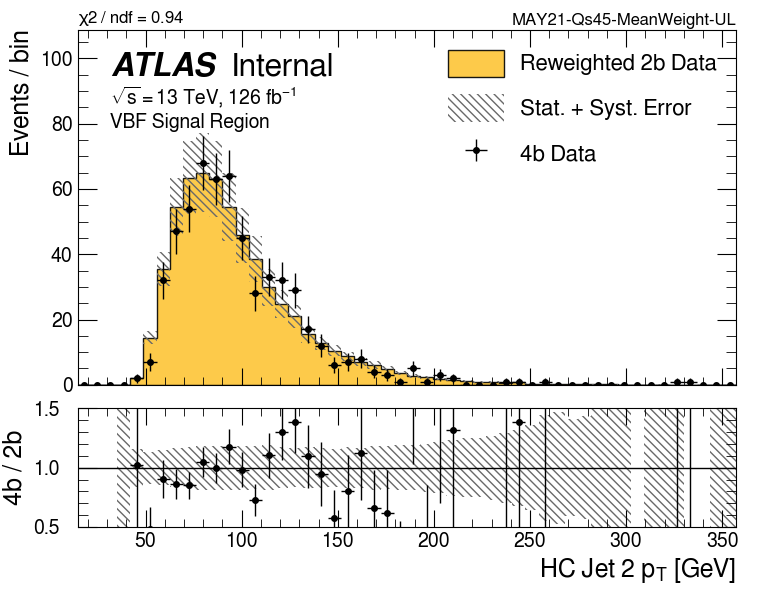 χ2 / ndf = 0.94
MAY21-Qs45-MeanWeight-UL
Events / bin
100
80
60
40
20
0
ATLAS Internal
√s = 13 TeV, 126 fb⁻¹
VBF Signal Region
Reweighted 2b Data
Stat. + Syst. Error
4b Data
4b / 2b
1.5
1.0
0.5
50 100 150 200 250 300 350
HC Jet 2 pT [GeV]